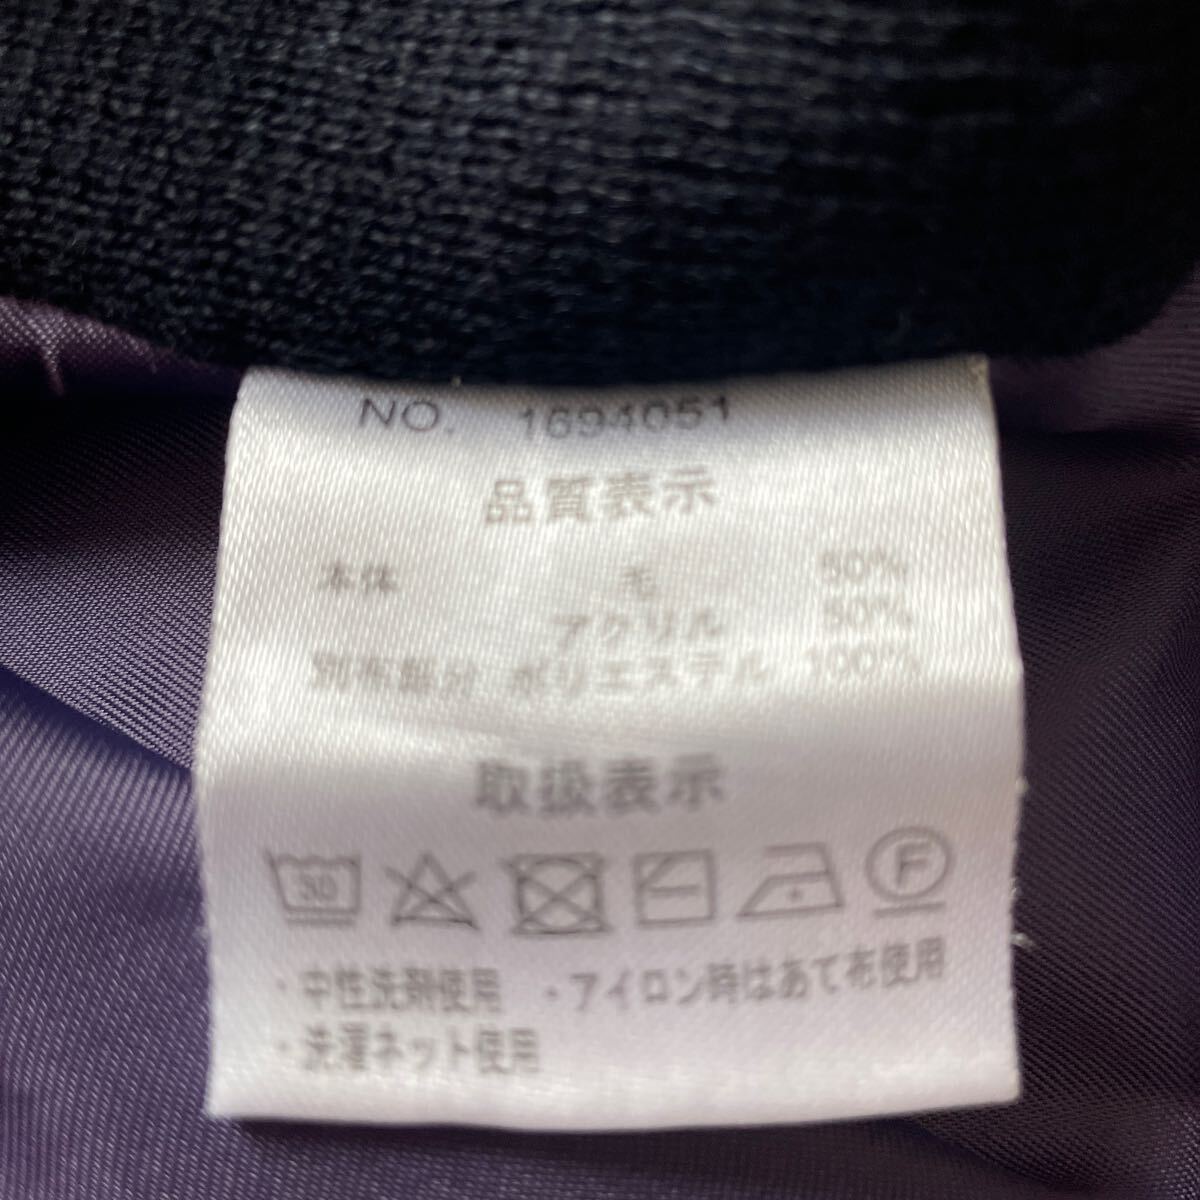 NO. 1694051
品質表示
本体 毛 50%
アクリル 50%
別布部分 ポリエステル 100%
取扱表示
30 F
・中性洗剤使用 ・アイロン時はあて布使用
・洗濯ネット使用